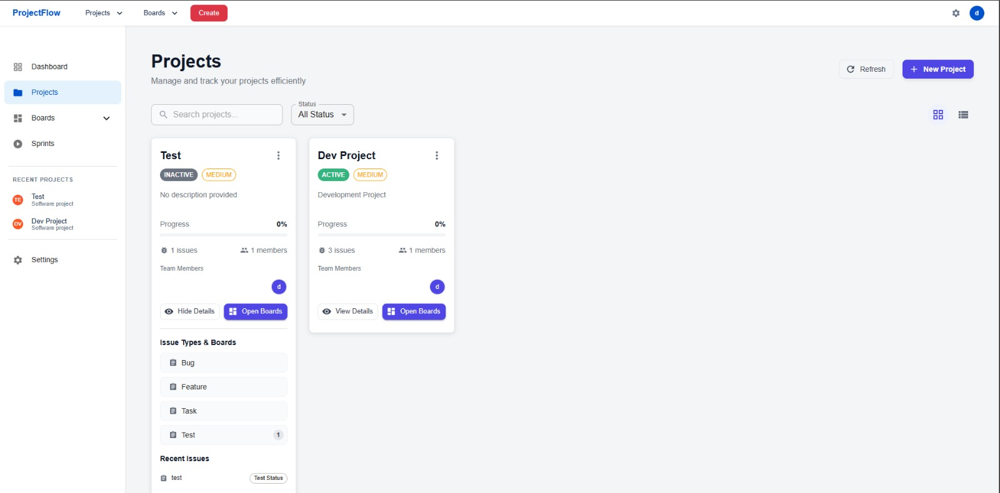 ProjectFlow Projects Boards Create d
Dashboard
Projects
Boards
Sprints
RECENT PROJECTS
TE Test
Software project
DV Dev Project
Software project
Settings
Projects
Manage and track your projects efficiently
Refresh
New Project
Search projects...
Status
All Status
Test
INACTIVE MEDIUM
No description provided
Progress 0%
1 issues 1 members
Team Members
d
Hide Details Open Boards
Issue Types & Boards
Bug
Feature
Task
Test 1
Recent Issues
test Test Status
Dev Project
ACTIVE MEDIUM
Development Project
Progress 0%
3 issues 1 members
Team Members
d
View Details Open Boards